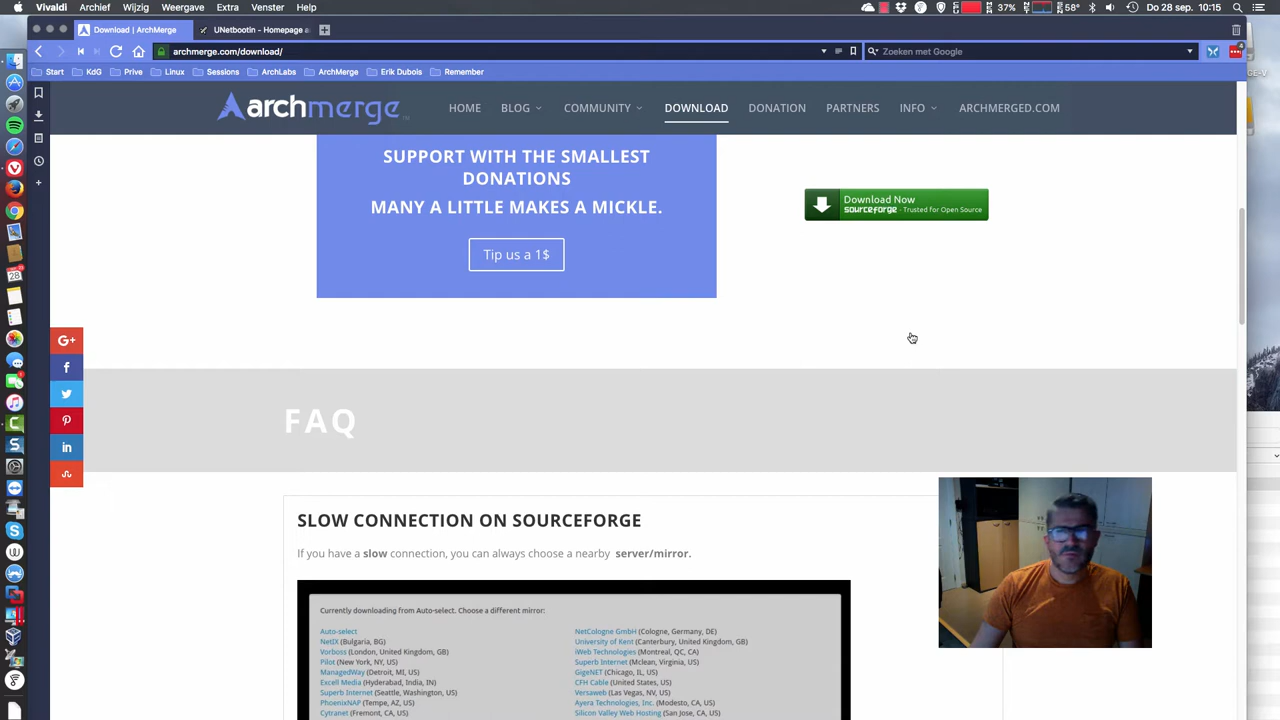 Vivaldi Archief Wijzig Weergave Extra Venster Help
37% 58° Do 28 sep. 10:15
Download | ArchMerge
UNetbootin - Homepage a
archmerge.com/download/
Zoeken met Google
Start KdG Prive Linux Sessions ArchLabs ArchMerge Erik Dubois Remember
archmerge
HOME BLOG COMMUNITY DOWNLOAD DONATION PARTNERS INFO ARCHMERGED.COM
SUPPORT WITH THE SMALLEST
DONATIONS
MANY A LITTLE MAKES A MICKLE.
Tip us a 1$
Download Now
sourceforge - Trusted for Open Source
FAQ
SLOW CONNECTION ON SOURCEFORGE
If you have a slow connection, you can always choose a nearby server/mirror.
Currently downloading from Auto-select. Choose a different mirror:
Auto-select
NetIX (Bulgaria, BG)
Vorboss (London, United Kingdom, GB)
Pilot (New York, NY, US)
ManagedWay (Detroit, MI, US)
Excell Media (Hyderabad, India, IN)
Superb Internet (Seattle, Washington, US)
PhoenixNAP (Tempe, AZ, US)
Cytranet (Fremont, CA, US)
NetCologne GmbH (Cologne, Germany, DE)
University of Kent (Canterbury, United Kingdom, GB)
iWeb Technologies (Montreal, QC, CA)
Superb Internet (Mclean, Virginia, US)
GigeNET (Chicago, IL, US)
CFH Cable (United States, US)
Versaweb (Las Vegas, NV, US)
Ayera Technologies, Inc. (Modesto, CA, US)
Silicon Valley Web Hosting (San Jose, CA, US)